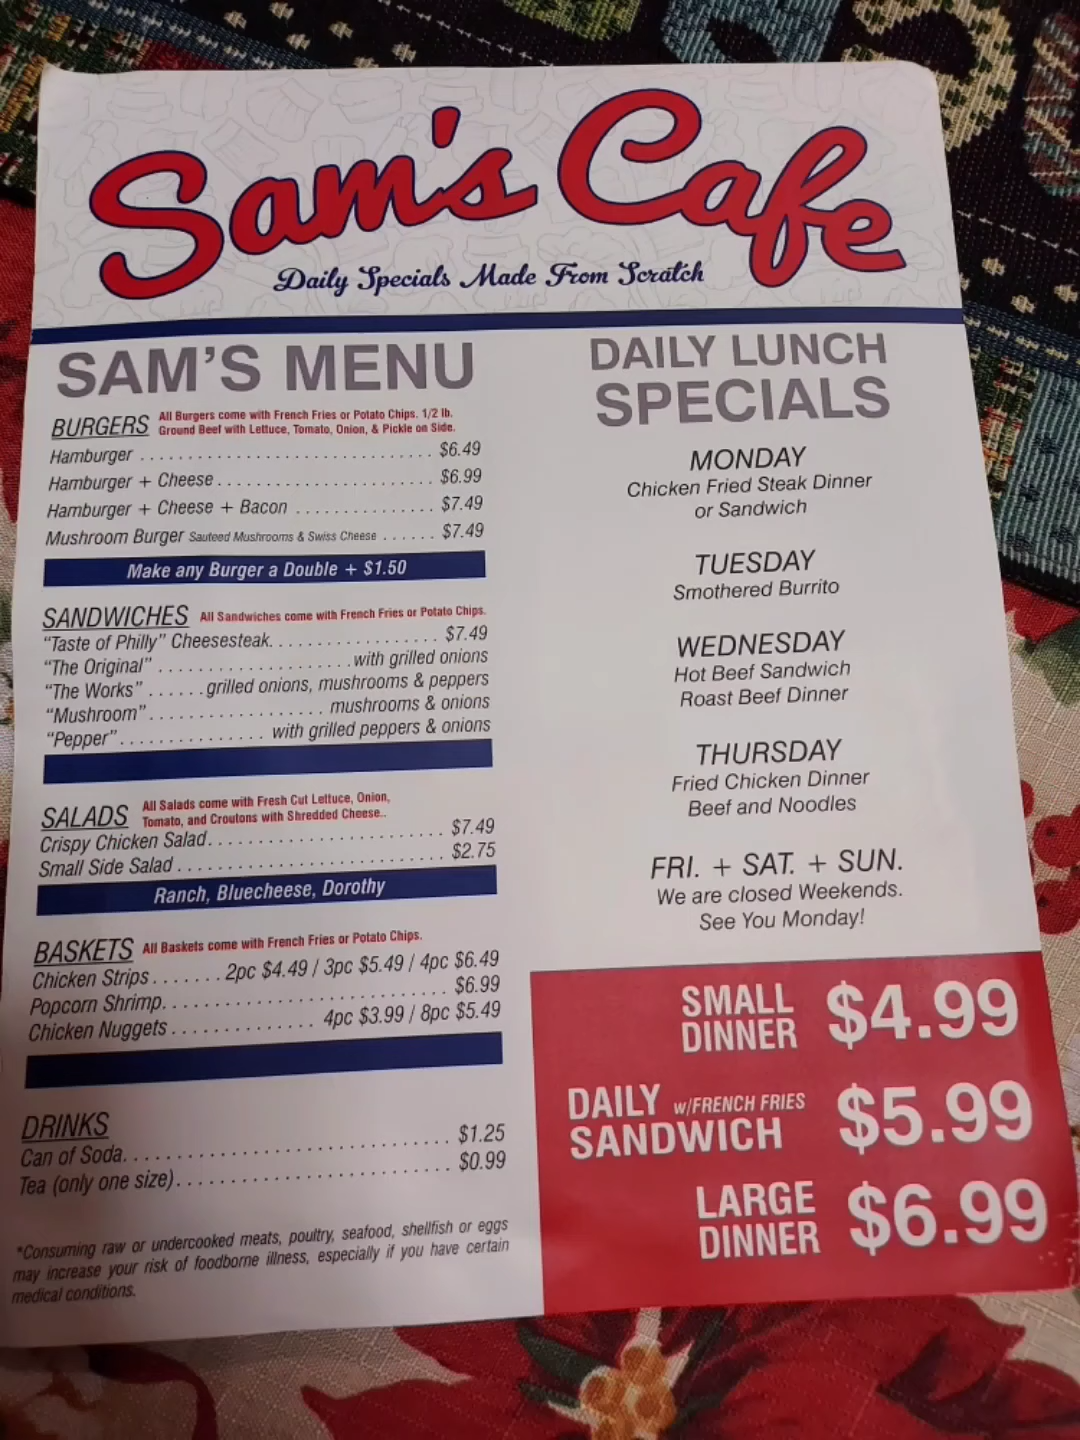 Sam's Cafe
Daily Specials Made From Scratch
SAM'S MENU
BURGERS All Burgers come with French Fries or Potato Chips. 1/2 lb.
Ground Beef with Lettuce, Tomato, Onion, & Pickle on Side.
Hamburger . . . . . . . . . . . . . . . . . . . . . . . . . . . . . . . $6.49
Hamburger + Cheese . . . . . . . . . . . . . . . . . . . . . . . $6.99
Hamburger + Cheese + Bacon . . . . . . . . . . . . . . . $7.49
Mushroom Burger Sauteed Mushrooms & Swiss Cheese . . . . . . $7.49
Make any Burger a Double + $1.50
SANDWICHES All Sandwiches come with French Fries or Potato Chips.
"Taste of Philly" Cheesesteak. . . . . . . . . . . . . . . . . . $7.49
"The Original" . . . . . . . . . . . . . . . . . . . . with grilled onions
"The Works" . . . . . . grilled onions, mushrooms & peppers
"Mushroom" . . . . . . . . . . . . . . . . . . . mushrooms & onions
"Pepper" . . . . . . . . . . . . . . . with grilled peppers & onions
SALADS All Salads come with Fresh Cut Lettuce, Onion,
Tomato, and Croutons with Shredded Cheese..
Crispy Chicken Salad. . . . . . . . . . . . . . . . . . . . . . . . . $7.49
Small Side Salad . . . . . . . . . . . . . . . . . . . . . . . . . . . . $2.75
Ranch, Bluecheese, Dorothy
BASKETS All Baskets come with French Fries or Potato Chips.
Chicken Strips . . . . . . . 2pc $4.49 / 3pc $5.49 / 4pc $6.49
Popcorn Shrimp. . . . . . . . . . . . . . . . . . . . . . . . . . . . . . $6.99
Chicken Nuggets . . . . . . . . . . . . . . . 4pc $3.99 / 8pc $5.49
DRINKS
Can of Soda. . . . . . . . . . . . . . . . . . . . . . . . . . . . . . . . . . $1.25
Tea (only one size) . . . . . . . . . . . . . . . . . . . . . . . . . . . . $0.99
*Consuming raw or undercooked meats, poultry, seafood, shellfish or eggs
may increase your risk of foodborne illness, especially if you have certain
medical conditions.
DAILY LUNCH
SPECIALS
MONDAY
Chicken Fried Steak Dinner
or Sandwich
TUESDAY
Smothered Burrito
WEDNESDAY
Hot Beef Sandwich
Roast Beef Dinner
THURSDAY
Fried Chicken Dinner
Beef and Noodles
FRI. + SAT. + SUN.
We are closed Weekends.
See You Monday!
SMALL
DINNER $4.99
DAILY w/FRENCH FRIES
SANDWICH $5.99
LARGE
DINNER $6.99